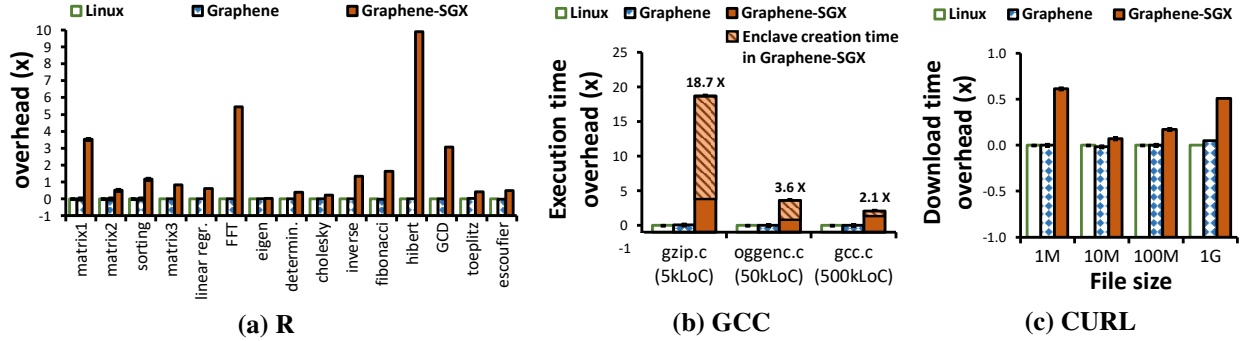 Linux Graphene Graphene-SGX
overhead (x)
10
9
8
7
6
5
4
3
2
1
0
-1
matrix1
matrix2
sorting
matrix3
linear regr.
FFT
eigen
determin.
cholesky
inverse
fibonacci
hibert
GCD
toeplitz
escoufier
(a) R
Linux Graphene Graphene-SGX
Enclave creation time
in Graphene-SGX
Execution time
overhead (x)
25
20
15
10
5
0
-1
18.7 X
3.6 X
2.1 X
gzip.c oggenc.c gcc.c
(5kLoC) (50kLoC) (500kLoC)
(b) GCC
Linux Graphene Graphene-SGX
Download time
overhead (x)
1.0
0.5
0.0
-0.5
-1.0
1M 10M 100M 1G
File size
(c) CURL